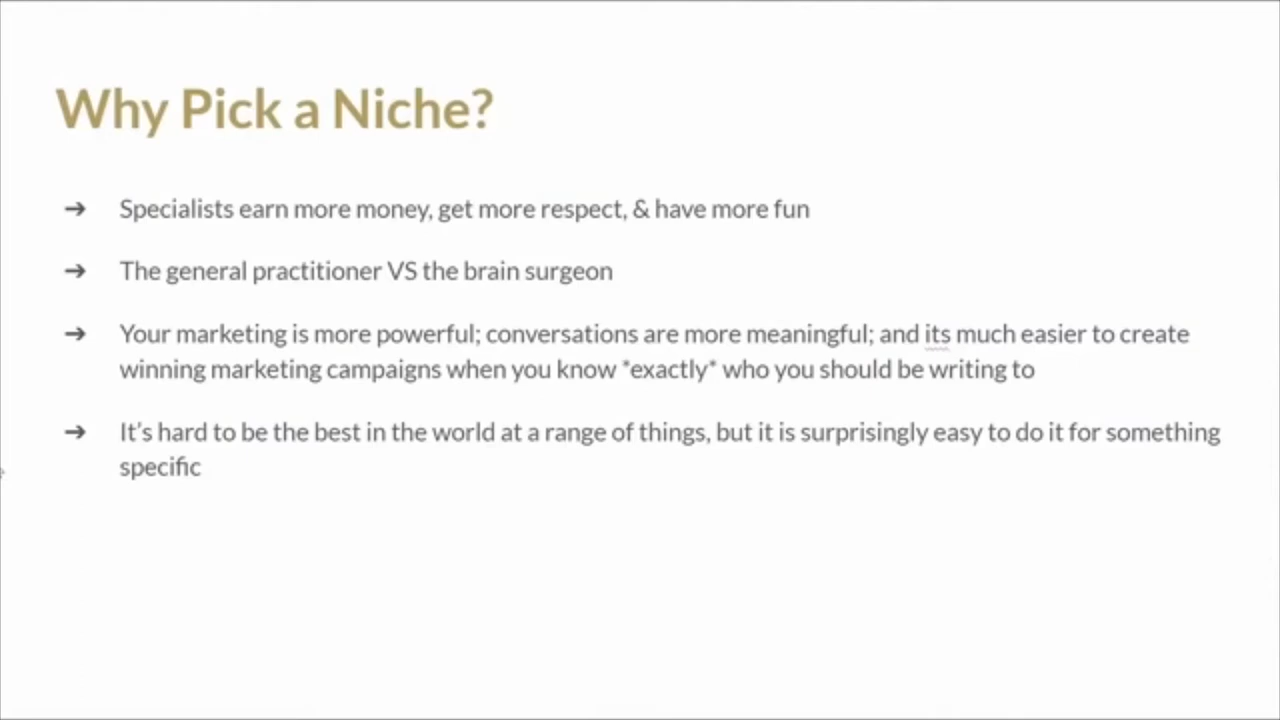 Why Pick a Niche?
➔ Specialists earn more money, get more respect, & have more fun
➔ The general practitioner VS the brain surgeon
➔ Your marketing is more powerful; conversations are more meaningful; and its much easier to create
winning marketing campaigns when you know *exactly* who you should be writing to
➔ It’s hard to be the best in the world at a range of things, but it is surprisingly easy to do it for something
specific